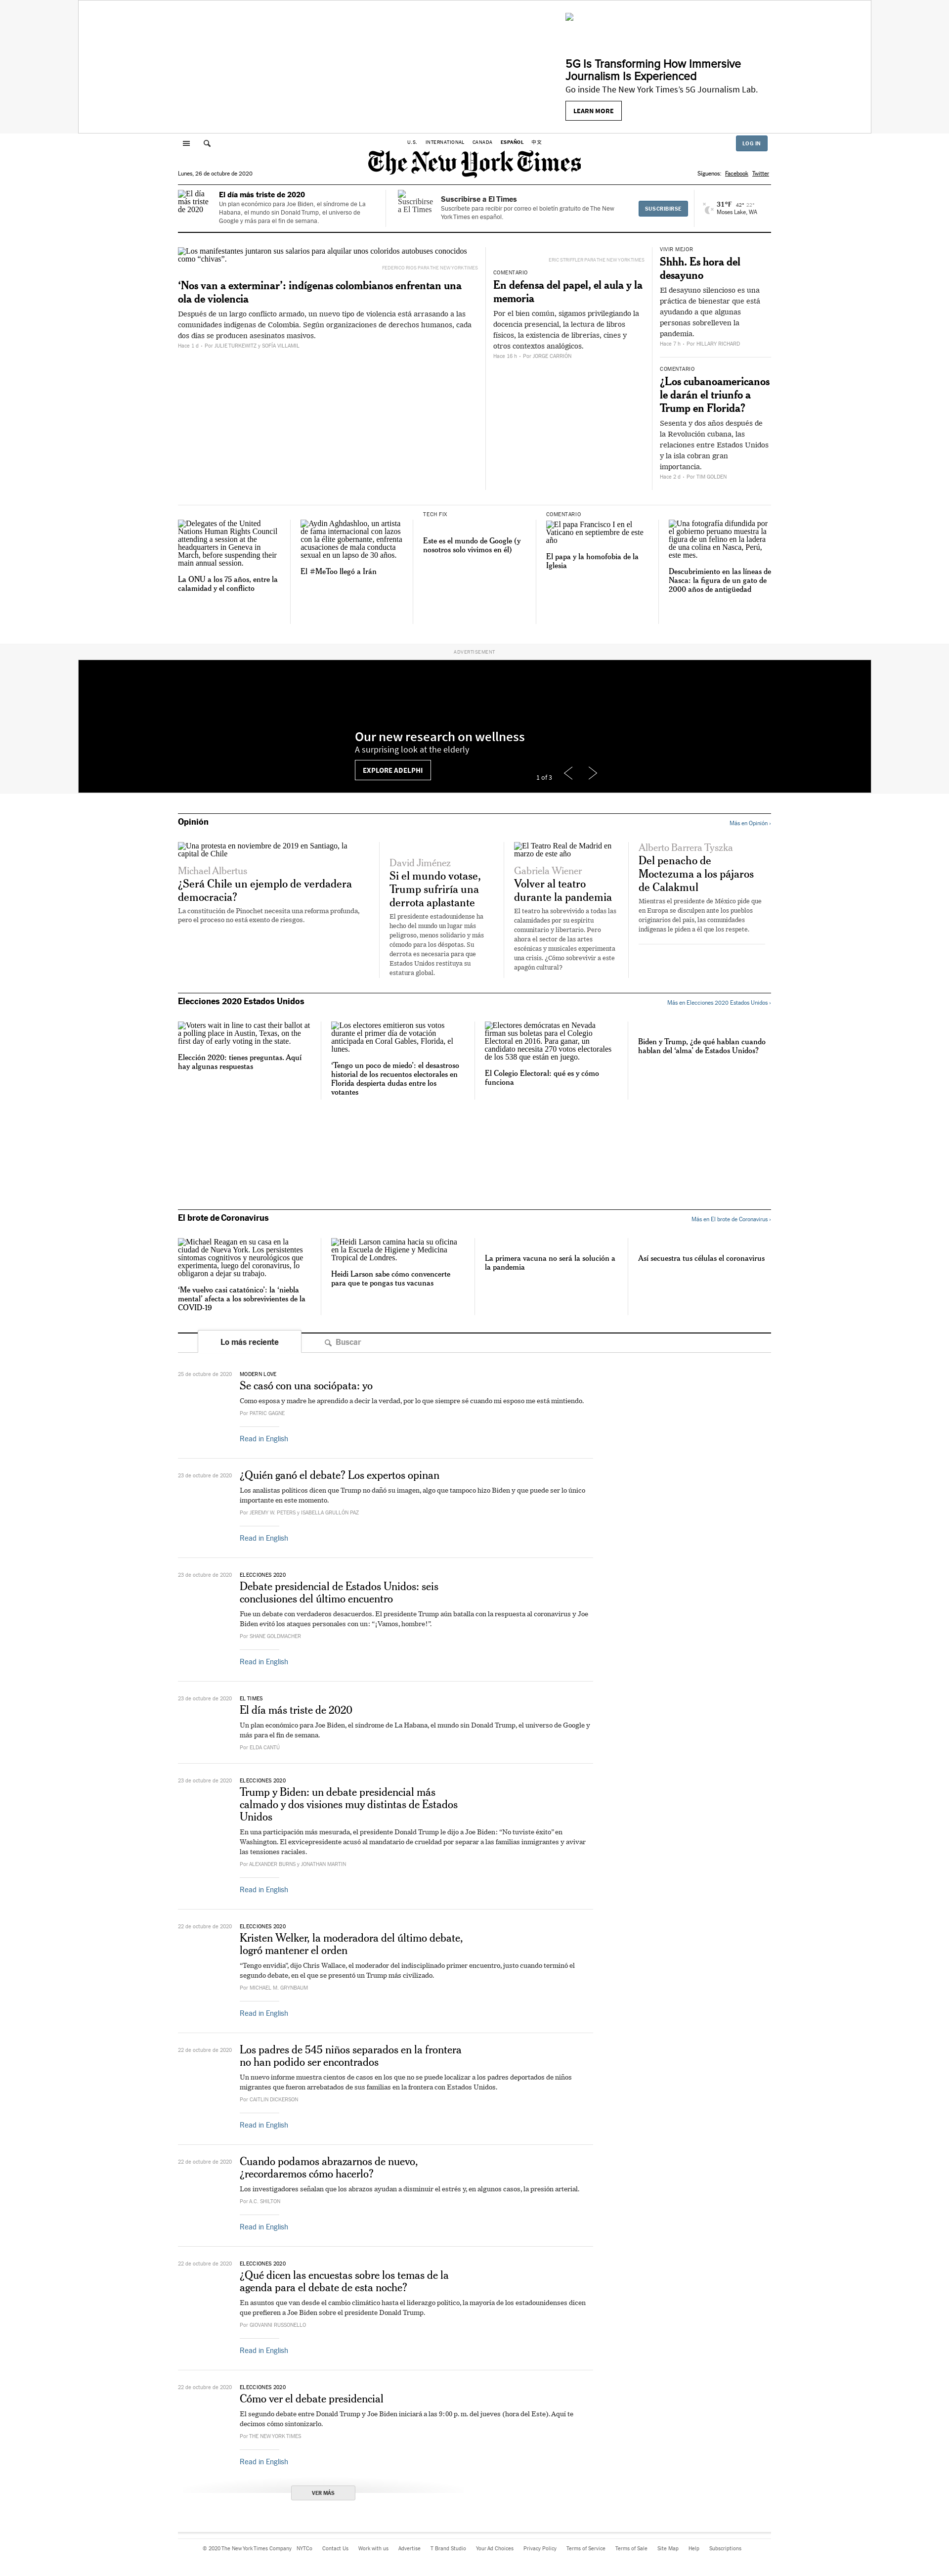 5G Is Transforming How Immersive
Journalism Is Experienced
Go inside The New York Times's 5G Journalism Lab.
LEARN MORE
U.S. INTERNATIONAL CANADA ESPAÑOL 中文
LOG IN
The New York Times
Lunes, 26 de octubre de 2020
Síguenos: Facebook Twitter
El día más triste de 2020
El día más triste de 2020
Un plan económico para Joe Biden, el síndrome de La
Habana, el mundo sin Donald Trump, el universo de
Google y más para el fin de semana.
Suscribirse a El Times
Suscribirse a El Times
Suscríbete para recibir por correo el boletín gratuito de The New
York Times en español.
SUSCRIBIRSE
31°F 42° 22°
Moses Lake, WA
Los manifestantes juntaron sus salarios para alquilar unos coloridos autobuses conocidos
como “chivas”.
FEDERICO RIOS PARA THE NEW YORK TIMES
‘Nos van a exterminar’: indígenas colombianos enfrentan una
ola de violencia
Después de un largo conflicto armado, un nuevo tipo de violencia está arrasando a las
comunidades indígenas de Colombia. Según organizaciones de derechos humanos, cada
dos días se producen asesinatos masivos.
Hace 1 d - Por JULIE TURKEWITZ y SOFÍA VILLAMIL
ERIC STRIFFLER PARA THE NEW YORK TIMES
COMENTARIO
En defensa del papel, el aula y la
memoria
Por el bien común, sigamos privilegiando la
docencia presencial, la lectura de libros
físicos, la existencia de librerías, cines y
otros contextos analógicos.
Hace 16 h - Por JORGE CARRIÓN
VIVIR MEJOR
Shhh. Es hora del
desayuno
El desayuno silencioso es una
práctica de bienestar que está
ayudando a que algunas
personas sobrelleven la
pandemia.
Hace 7 h - Por HILLARY RICHARD
COMENTARIO
¿Los cubanoamericanos
le darán el triunfo a
Trump en Florida?
Sesenta y dos años después de
la Revolución cubana, las
relaciones entre Estados Unidos
y la isla cobran gran
importancia.
Hace 2 d - Por TIM GOLDEN
Delegates of the United
Nations Human Rights Council
attending a session at the
headquarters in Geneva in
March, before suspending their
main annual session.
La ONU a los 75 años, entre la
calamidad y el conflicto
Aydin Aghdashloo, un artista
de fama internacional con lazos
con la élite gobernante, enfrenta
acusaciones de mala conducta
sexual en un lapso de 30 años.
El #MeToo llegó a Irán
TECH FIX
Este es el mundo de Google (y
nosotros solo vivimos en él)
COMENTARIO
El papa Francisco I en el
Vaticano en septiembre de este
año
El papa y la homofobia de la
Iglesia
Una fotografía difundida por
el gobierno peruano muestra la
figura de un felino en la ladera
de una colina en Nasca, Perú,
este mes.
Descubrimiento en las líneas de
Nasca: la figura de un gato de
2000 años de antigüedad
ADVERTISEMENT
Our new research on wellness
A surprising look at the elderly
EXPLORE ADELPHI
1 of 3
Opinión
Más en Opinión ›
Una protesta en noviembre de 2019 en Santiago, la
capital de Chile
Michael Albertus
¿Será Chile un ejemplo de verdadera
democracia?
La constitución de Pinochet necesita una reforma profunda,
pero el proceso no está exento de riesgos.
David Jiménez
Si el mundo votase,
Trump sufriría una
derrota aplastante
El presidente estadounidense ha
hecho del mundo un lugar más
peligroso, menos solidario y más
cómodo para los déspotas. Su
derrota es necesaria para que
Estados Unidos restituya su
estatura global.
El Teatro Real de Madrid en
marzo de este año
Gabriela Wiener
Volver al teatro
durante la pandemia
El teatro ha sobrevivido a todas las
calamidades por su espíritu
comunitario y libertario. Pero
ahora el sector de las artes
escénicas y musicales experimenta
una crisis. ¿Cómo sobrevivir a este
apagón cultural?
Alberto Barrera Tyszka
Del penacho de
Moctezuma a los pájaros
de Calakmul
Mientras el presidente de México pide que
en Europa se disculpen ante los pueblos
originarios del país, las comunidades
indígenas le piden a él que los respete.
Elecciones 2020 Estados Unidos
Más en Elecciones 2020 Estados Unidos ›
Voters wait in line to cast their ballot at
a polling place in Austin, Texas, on the
first day of early voting in the state.
Elección 2020: tienes preguntas. Aquí
hay algunas respuestas
Los electores emitieron sus votos
durante el primer día de votación
anticipada en Coral Gables, Florida, el
lunes.
‘Tengo un poco de miedo’: el desastroso
historial de los recuentos electorales en
Florida despierta dudas entre los
votantes
Electores demócratas en Nevada
firman sus boletas para el Colegio
Electoral en 2016. Para ganar, un
candidato necesita 270 votos electorales
de los 538 que están en juego.
El Colegio Electoral: qué es y cómo
funciona
Biden y Trump, ¿de qué hablan cuando
hablan del ‘alma’ de Estados Unidos?
El brote de Coronavirus
Más en El brote de Coronavirus ›
Michael Reagan en su casa en la
ciudad de Nueva York. Los persistentes
síntomas cognitivos y neurológicos que
experimenta, luego del coronavirus, lo
obligaron a dejar su trabajo.
‘Me vuelvo casi catatónico’: la ‘niebla
mental’ afecta a los sobrevivientes de la
COVID-19
Heidi Larson camina hacia su oficina
en la Escuela de Higiene y Medicina
Tropical de Londres.
Heidi Larson sabe cómo convencerte
para que te pongas tus vacunas
La primera vacuna no será la solución a
la pandemia
Así secuestra tus células el coronavirus
Lo más reciente
Buscar
25 de octubre de 2020
MODERN LOVE
Se casó con una sociópata: yo
Como esposa y madre he aprendido a decir la verdad, por lo que siempre sé cuando mi esposo me está mintiendo.
Por PATRIC GAGNE
Read in English
23 de octubre de 2020
¿Quién ganó el debate? Los expertos opinan
Los analistas políticos dicen que Trump no dañó su imagen, algo que tampoco hizo Biden y que puede ser lo único
importante en este momento.
Por JEREMY W. PETERS y ISABELLA GRULLÓN PAZ
Read in English
23 de octubre de 2020
ELECCIONES 2020
Debate presidencial de Estados Unidos: seis
conclusiones del último encuentro
Fue un debate con verdaderos desacuerdos. El presidente Trump aún batalla con la respuesta al coronavirus y Joe
Biden evitó los ataques personales con un: “¡Vamos, hombre!”.
Por SHANE GOLDMACHER
Read in English
23 de octubre de 2020
EL TIMES
El día más triste de 2020
Un plan económico para Joe Biden, el síndrome de La Habana, el mundo sin Donald Trump, el universo de Google y
más para el fin de semana.
Por ELDA CANTÚ
23 de octubre de 2020
ELECCIONES 2020
Trump y Biden: un debate presidencial más
calmado y dos visiones muy distintas de Estados
Unidos
En una participación más mesurada, el presidente Donald Trump le dijo a Joe Biden: “No tuviste éxito” en
Washington. El exvicepresidente acusó al mandatario de crueldad por separar a las familias inmigrantes y avivar
las tensiones raciales.
Por ALEXANDER BURNS y JONATHAN MARTIN
Read in English
22 de octubre de 2020
ELECCIONES 2020
Kristen Welker, la moderadora del último debate,
logró mantener el orden
“Tengo envidia”, dijo Chris Wallace, el moderador del indisciplinado primer encuentro, justo cuando terminó el
segundo debate, en el que se presentó un Trump más civilizado.
Por MICHAEL M. GRYNBAUM
Read in English
22 de octubre de 2020
Los padres de 545 niños separados en la frontera
no han podido ser encontrados
Un nuevo informe muestra cientos de casos en los que no se puede localizar a los padres deportados de niños
migrantes que fueron arrebatados de sus familias en la frontera con Estados Unidos.
Por CAITLIN DICKERSON
Read in English
22 de octubre de 2020
Cuando podamos abrazarnos de nuevo,
¿recordaremos cómo hacerlo?
Los investigadores señalan que los abrazos ayudan a disminuir el estrés y, en algunos casos, la presión arterial.
Por A.C. SHILTON
Read in English
22 de octubre de 2020
ELECCIONES 2020
¿Qué dicen las encuestas sobre los temas de la
agenda para el debate de esta noche?
En asuntos que van desde el cambio climático hasta el liderazgo político, la mayoría de los estadounidenses dicen
que prefieren a Joe Biden sobre el presidente Donald Trump.
Por GIOVANNI RUSSONELLO
Read in English
22 de octubre de 2020
ELECCIONES 2020
Cómo ver el debate presidencial
El segundo debate entre Donald Trump y Joe Biden iniciará a las 9:00 p. m. del jueves (hora del Este). Aquí te
decimos cómo sintonizarlo.
Por THE NEW YORK TIMES
Read in English
VER MÁS
© 2020 The New York Times Company NYTCo Contact Us Work with us Advertise T Brand Studio Your Ad Choices Privacy Policy Terms of Service Terms of Sale Site Map Help Subscriptions